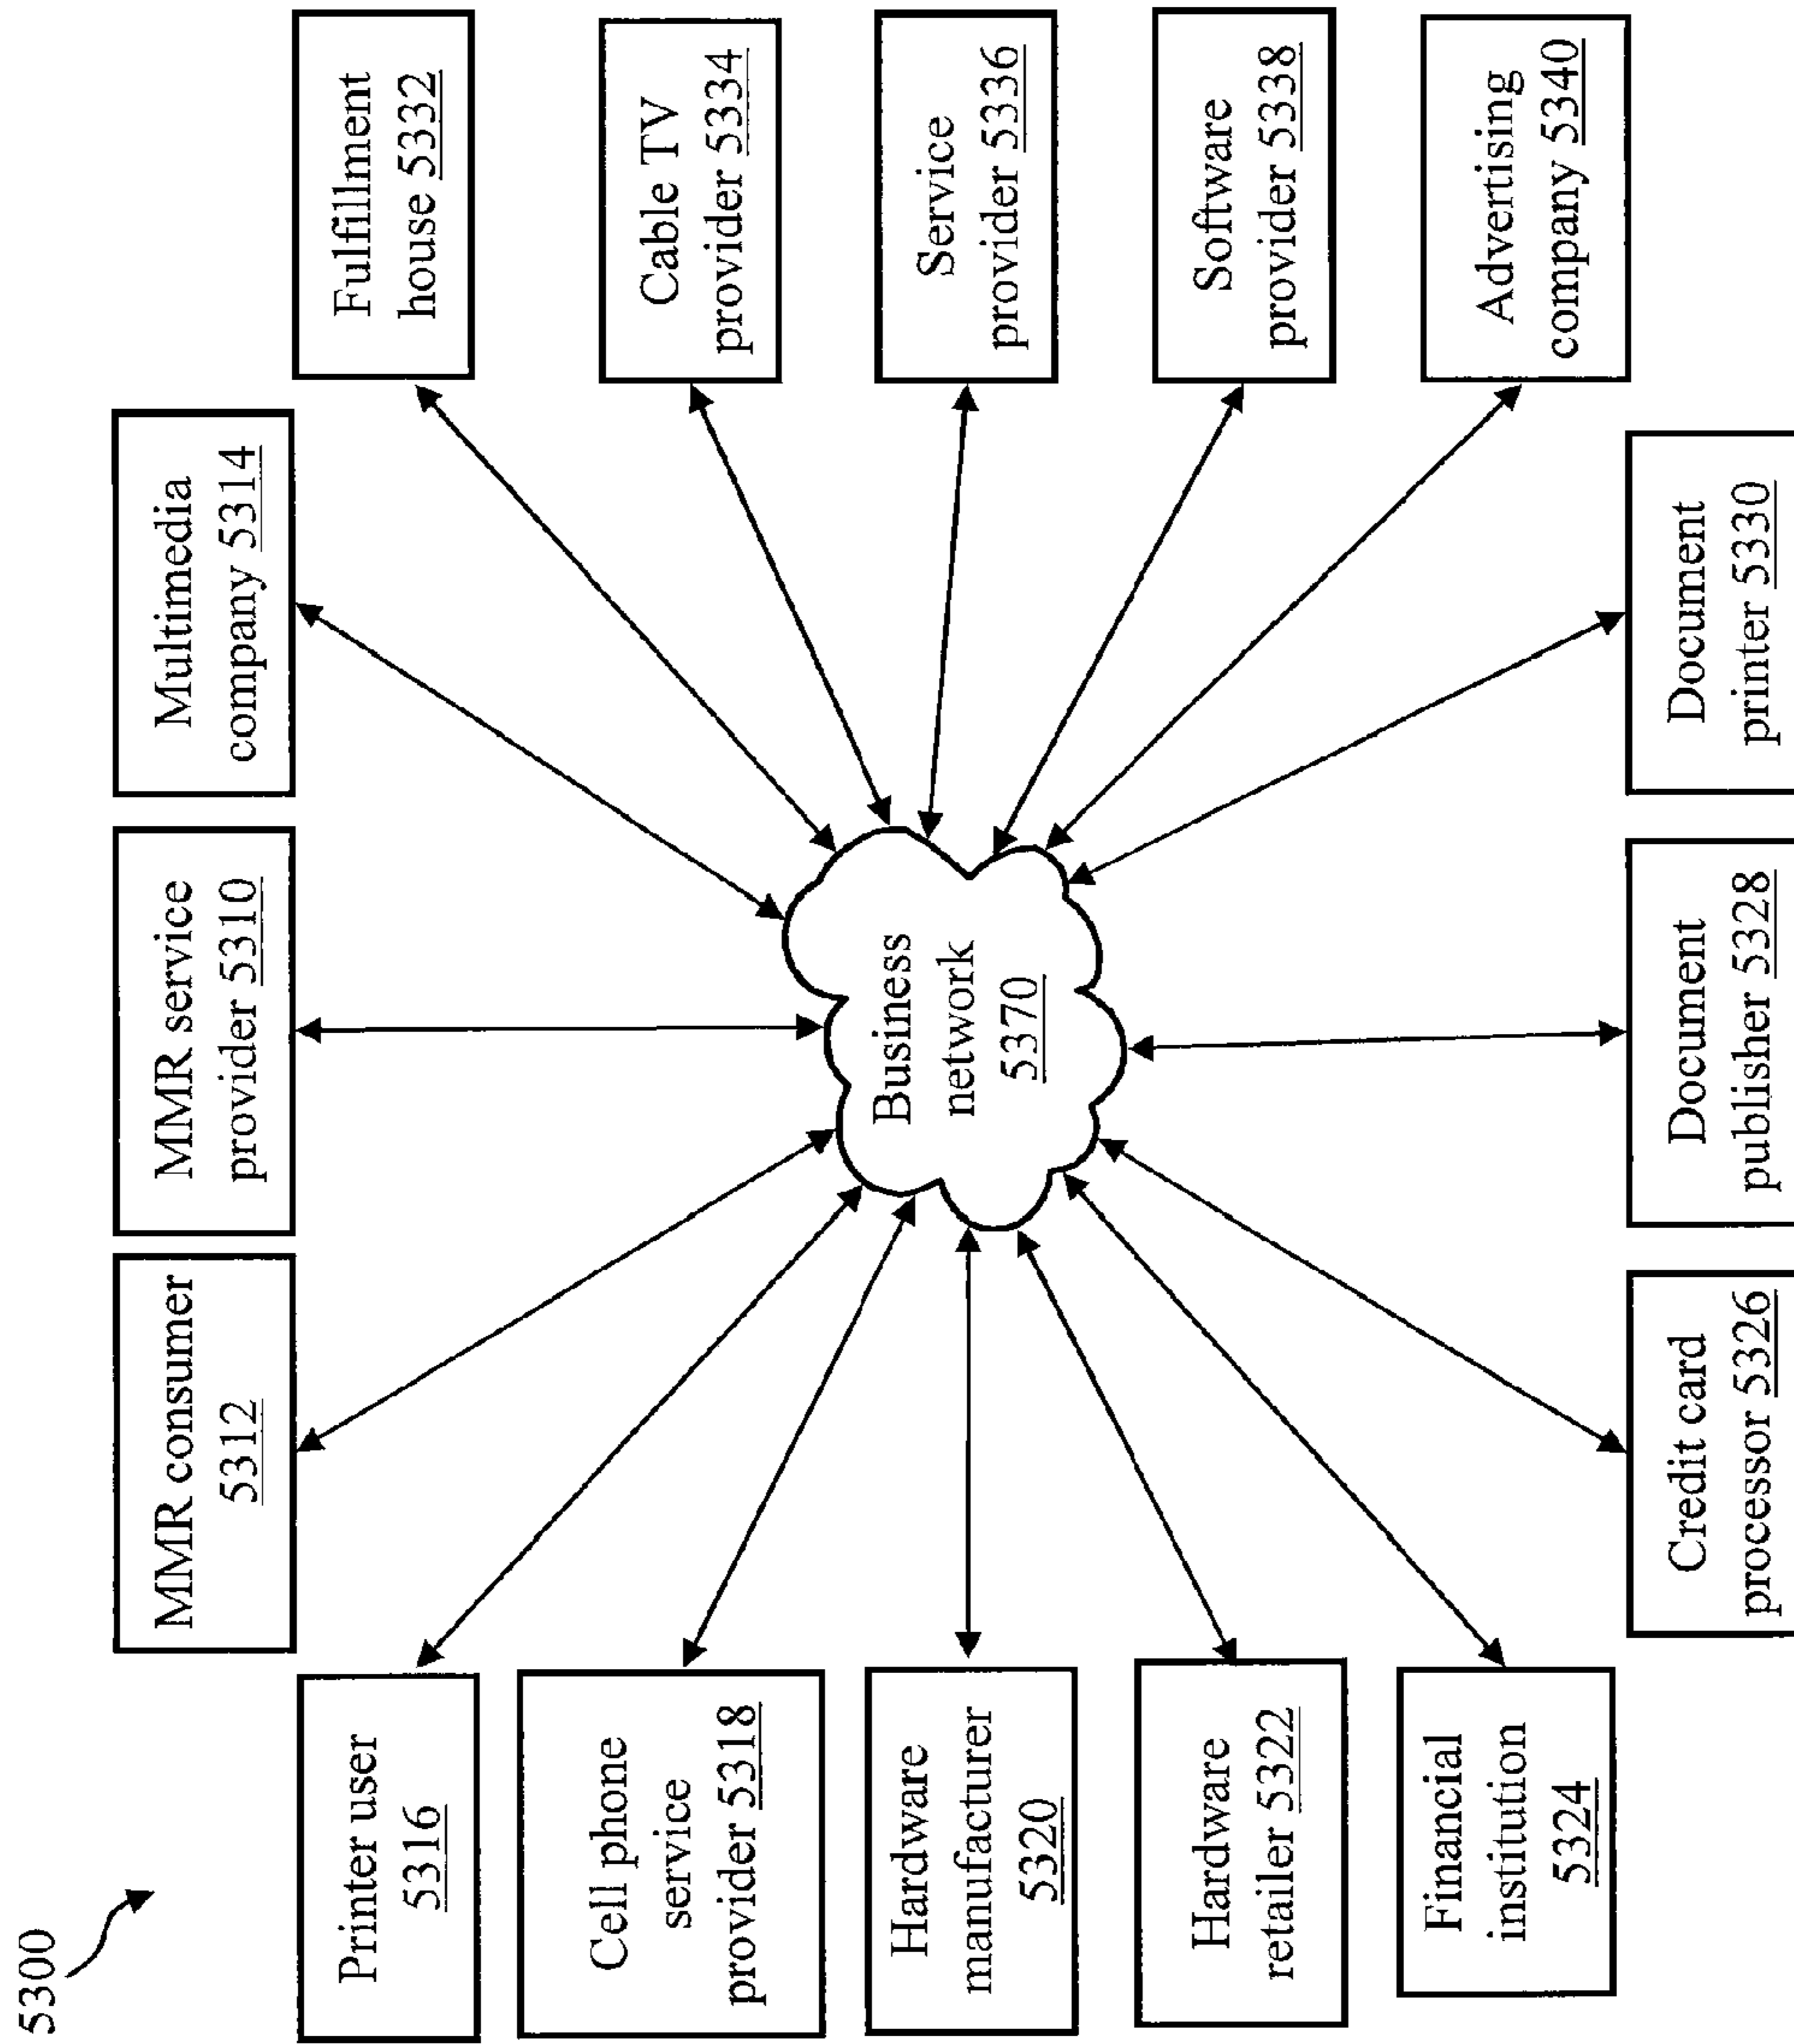 5300
MMR consumer
5312
MMR service
provider 5310
Multimedia
company 5314
Printer user
5316
Fulfillment
house 5332
Cell phone
service
provider 5318
Cable TV
provider 5334
Hardware
manufacturer
5320
Business
network
5370
Service
provider 5336
Hardware
retailer 5322
Software
provider 5338
Financial
institution
5324
Advertising
company 5340
Credit card
processor 5326
Document
publisher 5328
Document
printer 5330